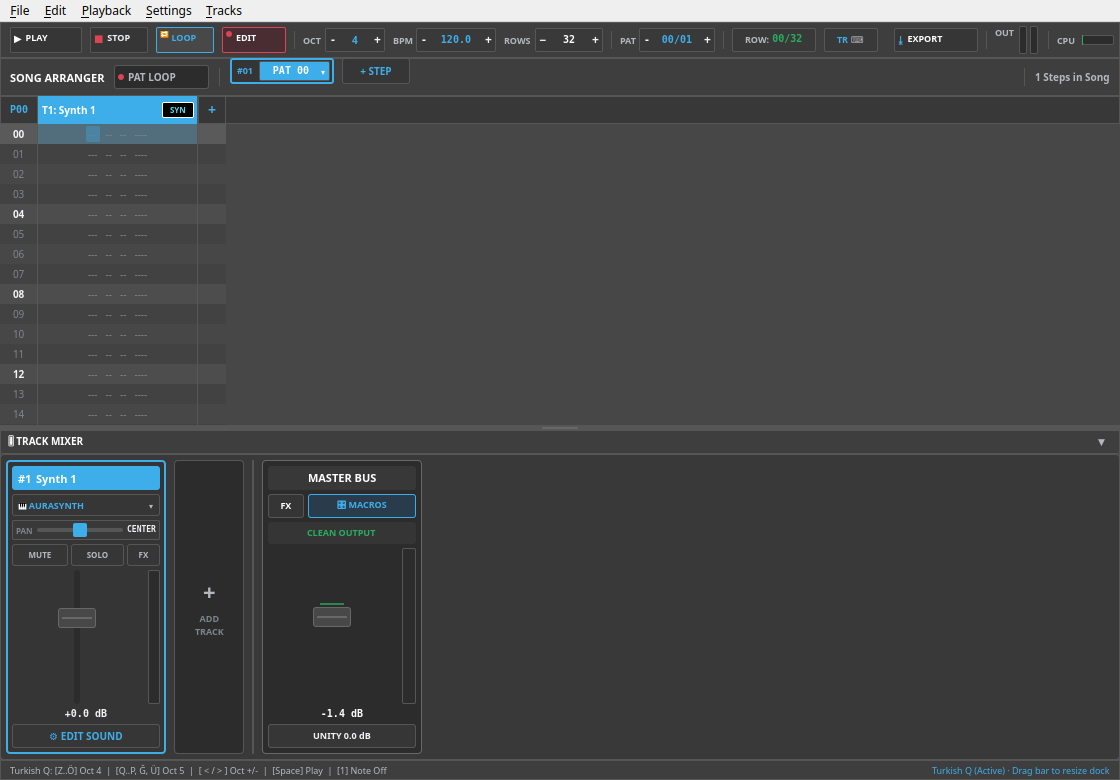 File Edit Playback Settings Tracks
PLAY STOP LOOP EDIT OCT - 4 + BPM - 120.0 + ROWS − 32 + PAT - 00/01 + ROW: 00/32 TR EXPORT OUT CPU
SONG ARRANGER PAT LOOP #01 PAT 00 + STEP 1 Steps in Song
P00 T1: Synth 1 SYN +
00 --- -- -- ----
01 --- -- -- ----
02 --- -- -- ----
03 --- -- -- ----
04 --- -- -- ----
05 --- -- -- ----
06 --- -- -- ----
07 --- -- -- ----
08 --- -- -- ----
09 --- -- -- ----
10 --- -- -- ----
11 --- -- -- ----
12 --- -- -- ----
13 --- -- -- ----
14 --- -- -- ----
TRACK MIXER
#1 Synth 1
AURASYNTH
PAN CENTER
MUTE SOLO FX
+0.0 dB
EDIT SOUND
+
ADD
TRACK
MASTER BUS
FX MACROS
CLEAN OUTPUT
-1.4 dB
UNITY 0.0 dB
Turkish Q: [Z..Ö] Oct 4 | [Q..P, Ğ, Ü] Oct 5 | [ < / > ] Oct +/- | [Space] Play | [1] Note Off
Turkish Q (Active) · Drag bar to resize dock